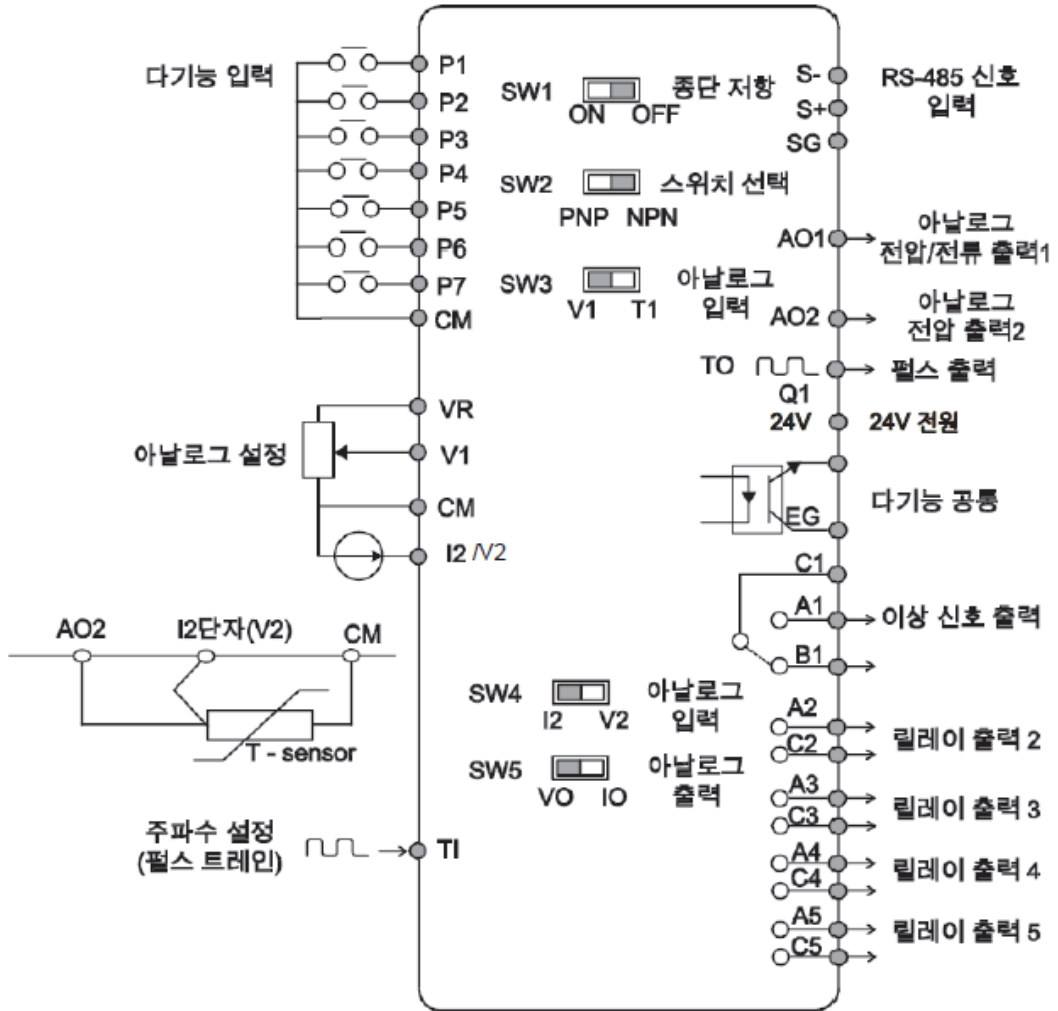 다기능 입력
P1
P2
P3
P4
P5
P6
P7
CM
VR
아날로그 설정
V1
CM
I2 /V2
AO2 I2단자(V2) CM
T - sensor
주파수 설정
(펄스 트레인)
TI
SW1 종단 저항
ON OFF
SW2 스위치 선택
PNP NPN
SW3 아날로그
입력
V1 T1
SW4 아날로그
입력
I2 V2
SW5 아날로그
출력
VO IO
S-
S+
SG
RS-485 신호
입력
AO1
아날로그
전압/전류 출력1
AO2
아날로그
전압 출력2
TO 펄스 출력
Q1
24V 24V 전원
EG
다기능 공통
C1
A1 이상 신호 출력
B1
A2
C2
릴레이 출력 2
A3
C3
릴레이 출력 3
A4
C4
릴레이 출력 4
A5
C5
릴레이 출력 5